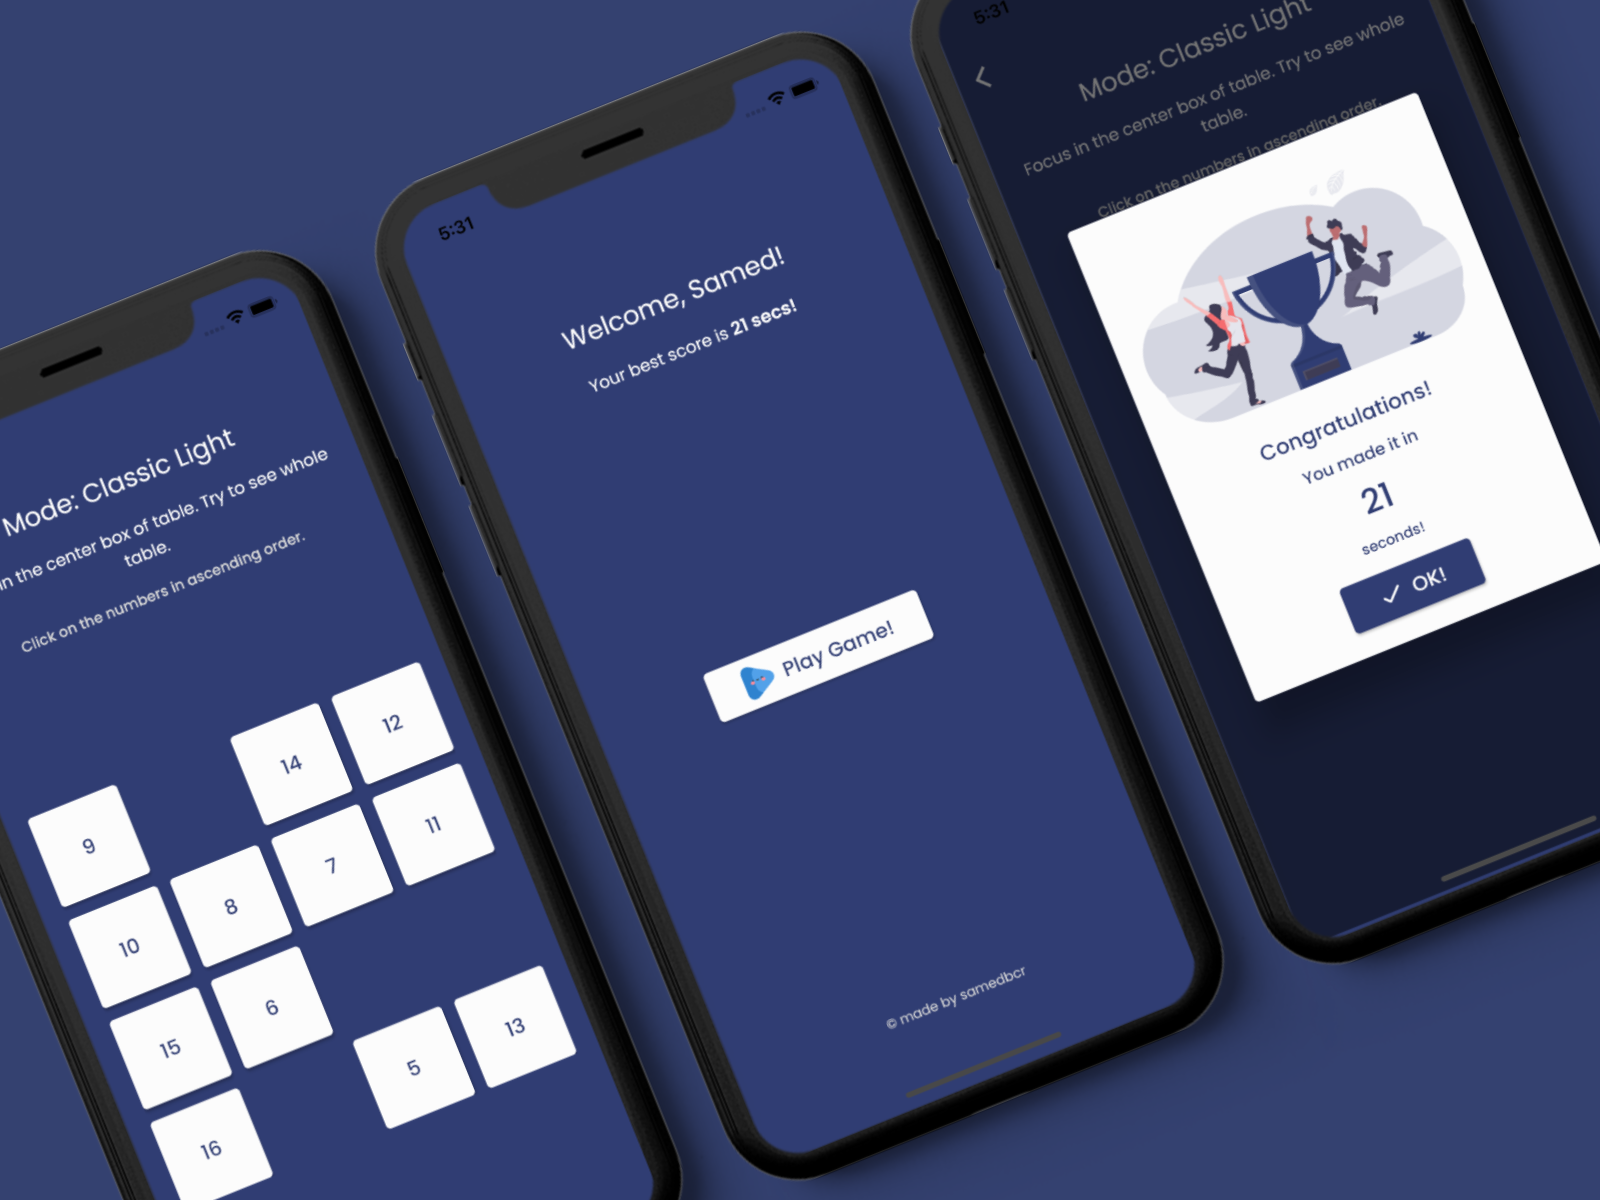 Mode: Classic Light
in the center box of table. Try to see whole
table.
Click on the numbers in ascending order.
14
12
9
8
7
11
10
6
15
5
13
16
5:31
Welcome, Samed!
Your best score is 21 secs!
Play Game!
© made by samedbcr
5:31
Mode: Classic Light
Focus in the center box of table. Try to see whole
table.
Click on the numbers in ascending order.
Congratulations!
You made it in
21
seconds!
OK!